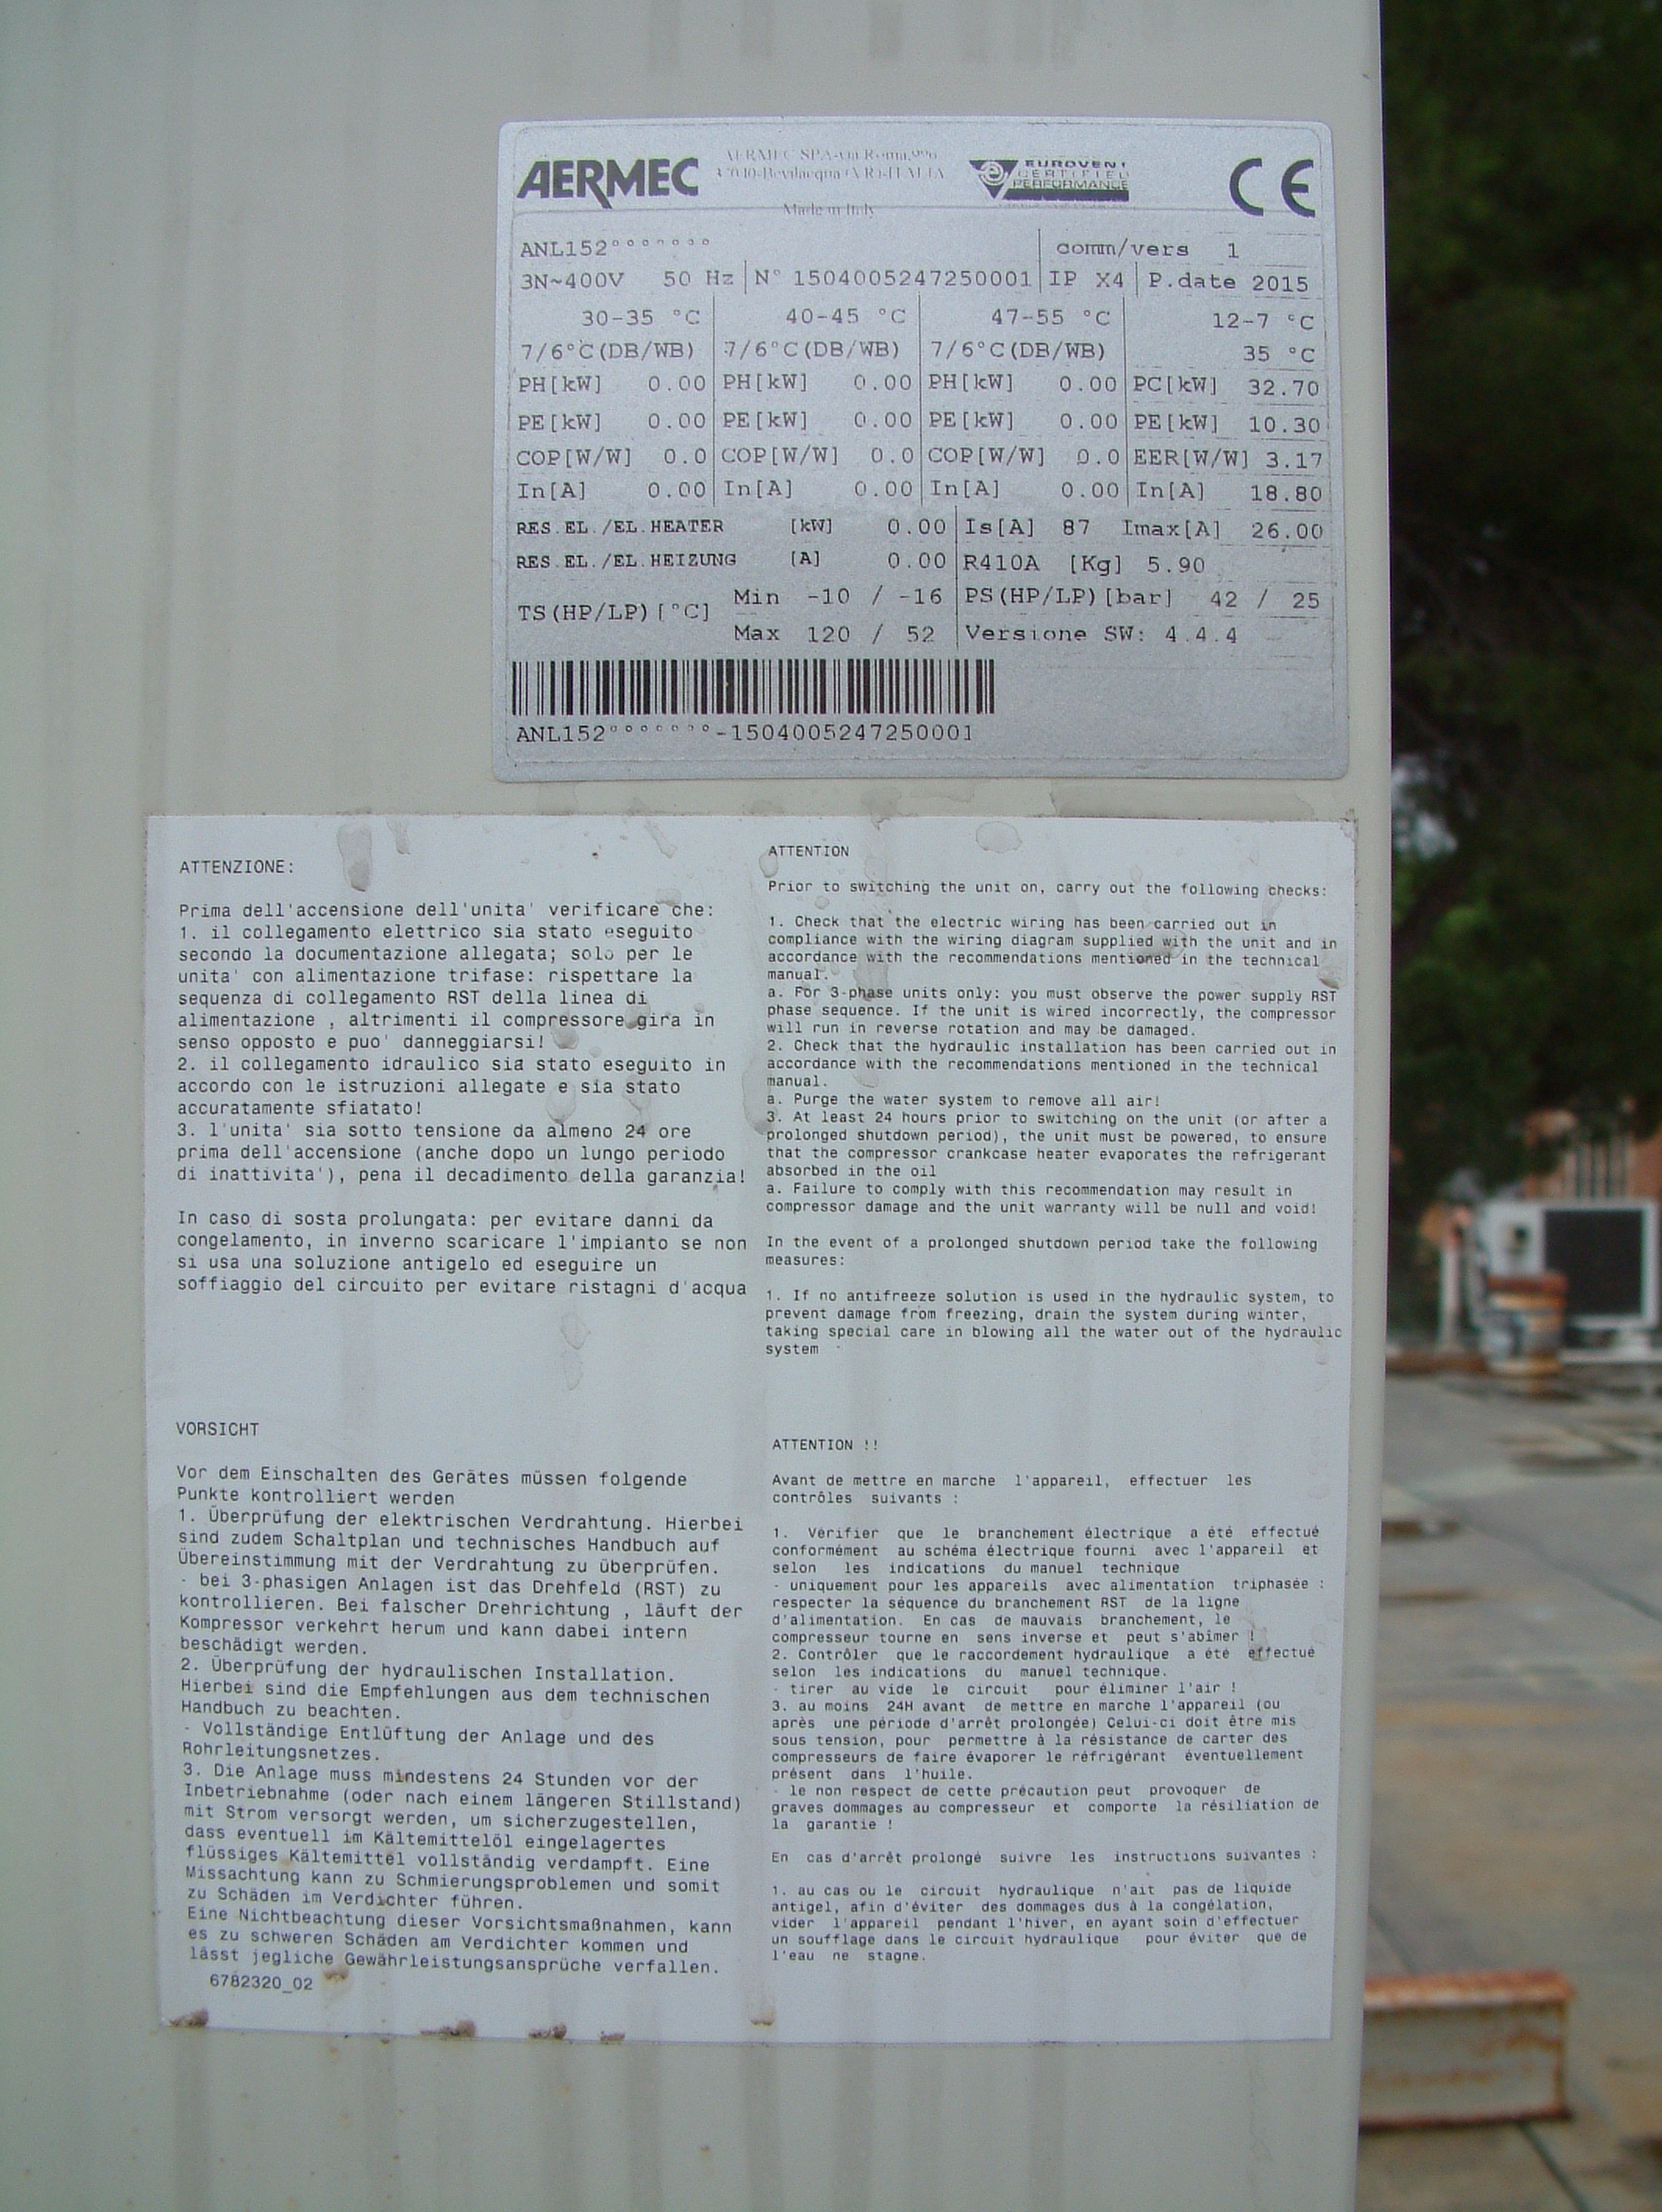 AERMEC
AERMEC SPA-via Roma,996
37040-Bevilacqua (VR)-ITALIA
Made in Italy
EUROVENT
CERTIFIED
PERFORMANCE
CE
ANL152°°°°°°° comm/vers 1
3N~400V 50 Hz N° 1504005247250001 IP X4 P.date 2015
30-35 °C 40-45 °C 47-55 °C 12-7 °C
7/6°C(DB/WB) 7/6°C(DB/WB) 7/6°C(DB/WB) 35 °C
PH[kW] 0.00 PH[kW] 0.00 PH[kW] 0.00 PC[kW] 32.70
PE[kW] 0.00 PE[kW] 0.00 PE[kW] 0.00 PE[kW] 10.30
COP[W/W] 0.0 COP[W/W] 0.0 COP[W/W] 0.0 EER[W/W] 3.17
In[A] 0.00 In[A] 0.00 In[A] 0.00 In[A] 18.80
RES.EL./EL.HEATER [kW] 0.00 Is[A] 87 Imax[A] 26.00
RES.EL./EL.HEIZUNG [A] 0.00 R410A [Kg] 5.90
TS(HP/LP)[°C] Min -10 / -16 PS(HP/LP)[bar] 42 / 25
Max 120 / 52 Versione SW: 4.4.4
ANL152°°°°°°°-1504005247250001
ATTENZIONE:
Prima dell'accensione dell'unita' verificare che:
1. il collegamento elettrico sia stato eseguito
secondo la documentazione allegata; solo per le
unita' con alimentazione trifase: rispettare la
sequenza di collegamento RST della linea di
alimentazione , altrimenti il compressore gira in
senso opposto e puo' danneggiarsi!
2. il collegamento idraulico sia stato eseguito in
accordo con le istruzioni allegate e sia stato
accuratamente sfiatato!
3. l'unita' sia sotto tensione da almeno 24 ore
prima dell'accensione (anche dopo un lungo periodo
di inattivita'), pena il decadimento della garanzia!
In caso di sosta prolungata: per evitare danni da
congelamento, in inverno scaricare l'impianto se non
si usa una soluzione antigelo ed eseguire un
soffiaggio del circuito per evitare ristagni d'acqua
ATTENTION
Prior to switching the unit on, carry out the following checks:
1. Check that the electric wiring has been carried out in
compliance with the wiring diagram supplied with the unit and in
accordance with the recommendations mentioned in the technical
manual.
a. For 3-phase units only: you must observe the power supply RST
phase sequence. If the unit is wired incorrectly, the compressor
will run in reverse rotation and may be damaged.
2. Check that the hydraulic installation has been carried out in
accordance with the recommendations mentioned in the technical
manual.
a. Purge the water system to remove all air!
3. At least 24 hours prior to switching on the unit (or after a
prolonged shutdown period), the unit must be powered, to ensure
that the compressor crankcase heater evaporates the refrigerant
absorbed in the oil
a. Failure to comply with this recommendation may result in
compressor damage and the unit warranty will be null and void!
In the event of a prolonged shutdown period take the following
measures:
1. If no antifreeze solution is used in the hydraulic system, to
prevent damage from freezing, drain the system during winter,
taking special care in blowing all the water out of the hydraulic
system
VORSICHT
Vor dem Einschalten des Gerätes müssen folgende
Punkte kontrolliert werden
1. Überprüfung der elektrischen Verdrahtung. Hierbei
sind zudem Schaltplan und technisches Handbuch auf
Übereinstimmung mit der Verdrahtung zu überprüfen.
- bei 3-phasigen Anlagen ist das Drehfeld (RST) zu
kontrollieren. Bei falscher Drehrichtung , läuft der
Kompressor verkehrt herum und kann dabei intern
beschädigt werden.
2. Überprüfung der hydraulischen Installation.
Hierbei sind die Empfehlungen aus dem technischen
Handbuch zu beachten.
- Vollständige Entlüftung der Anlage und des
Rohrleitungsnetzes.
3. Die Anlage muss mindestens 24 Stunden vor der
Inbetriebnahme (oder nach einem längeren Stillstand)
mit Strom versorgt werden, um sicherzugestellen,
dass eventuell im Kältemittelöl eingelagertes
flüssiges Kältemittel vollständig verdampft. Eine
Missachtung kann zu Schmierungsproblemen und somit
zu Schäden im Verdichter führen.
Eine Nichtbeachtung dieser Vorsichtsmaßnahmen, kann
es zu schweren Schäden am Verdichter kommen und
lässt jegliche Gewährleistungsansprüche verfallen.
6782320_02
ATTENTION !!
Avant de mettre en marche l'appareil, effectuer les
contrôles suivants :
1. Vérifier que le branchement électrique a été effectué
conformément au schéma électrique fourni avec l'appareil et
selon les indications du manuel technique
- uniquement pour les appareils avec alimentation triphasée :
respecter la séquence du branchement RST de la ligne
d'alimentation. En cas de mauvais branchement, le
compresseur tourne en sens inverse et peut s'abîmer !
2. Contrôler que le raccordement hydraulique a été effectué
selon les indications du manuel technique.
- tirer au vide le circuit pour éliminer l'air !
3. au moins 24H avant de mettre en marche l'appareil (ou
après une période d'arrêt prolongée) Celui-ci doit être mis
sous tension, pour permettre à la résistance de carter des
compresseurs de faire évaporer le réfrigérant éventuellement
présent dans l'huile.
- le non respect de cette précaution peut provoquer de
graves dommages au compresseur et comporte la résiliation de
la garantie !
En cas d'arrêt prolongé suivre les instructions suivantes :
1. au cas ou le circuit hydraulique n'ait pas de liquide
antigel, afin d'éviter des dommages dus à la congélation,
vider l'appareil pendant l'hiver, en ayant soin d'effectuer
un soufflage dans le circuit hydraulique pour éviter que de
l'eau ne stagne.